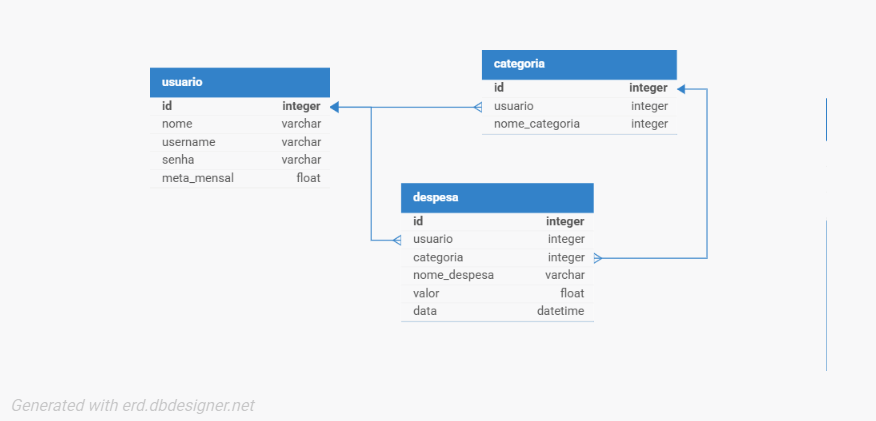 usuario
id integer
nome varchar
username varchar
senha varchar
meta_mensal float
categoria
id integer
usuario integer
nome_categoria integer
despesa
id integer
usuario integer
categoria integer
nome_despesa varchar
valor float
data datetime
Generated with erd.dbdesigner.net